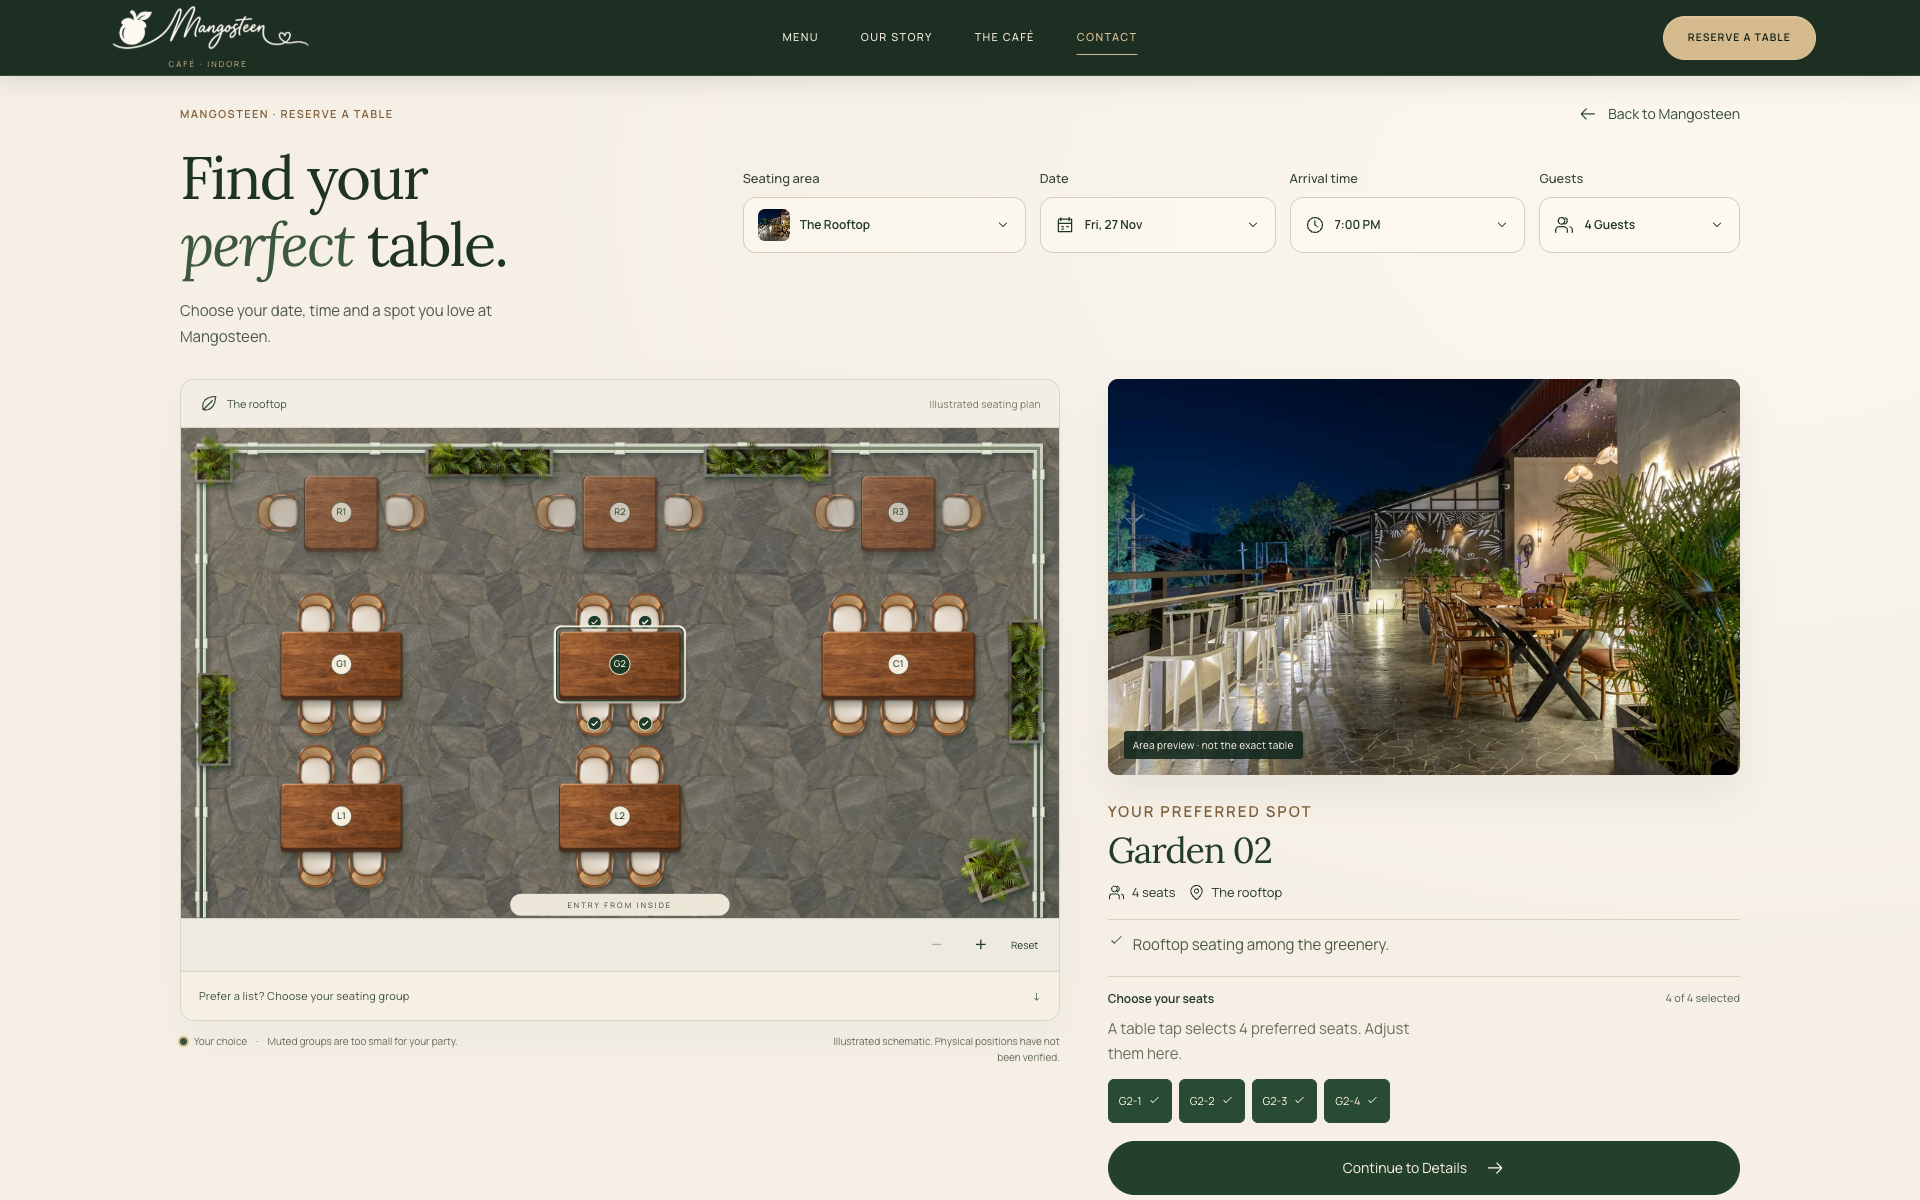 Mangosteen
CAFÉ · INDORE
MENU
OUR STORY
THE CAFÉ
CONTACT
RESERVE A TABLE
MANGOSTEEN · RESERVE A TABLE
Back to Mangosteen
Find your
perfect table.
Choose your date, time and a spot you love at
Mangosteen.
Seating area
The Rooftop
Date
Fri, 27 Nov
Arrival time
7:00 PM
Guests
4 Guests
The rooftop
Illustrated seating plan
R1
R2
R3
G1
G2
C1
L1
L2
ENTRY FROM INSIDE
Reset
Prefer a list? Choose your seating group
Your choice · Muted groups are too small for your party.
Illustrated schematic. Physical positions have not
been verified.
Mangosteen
Area preview · not the exact table
YOUR PREFERRED SPOT
Garden 02
4 seats
The rooftop
Rooftop seating among the greenery.
Choose your seats
4 of 4 selected
A table tap selects 4 preferred seats. Adjust
them here.
G2-1
G2-2
G2-3
G2-4
Continue to Details